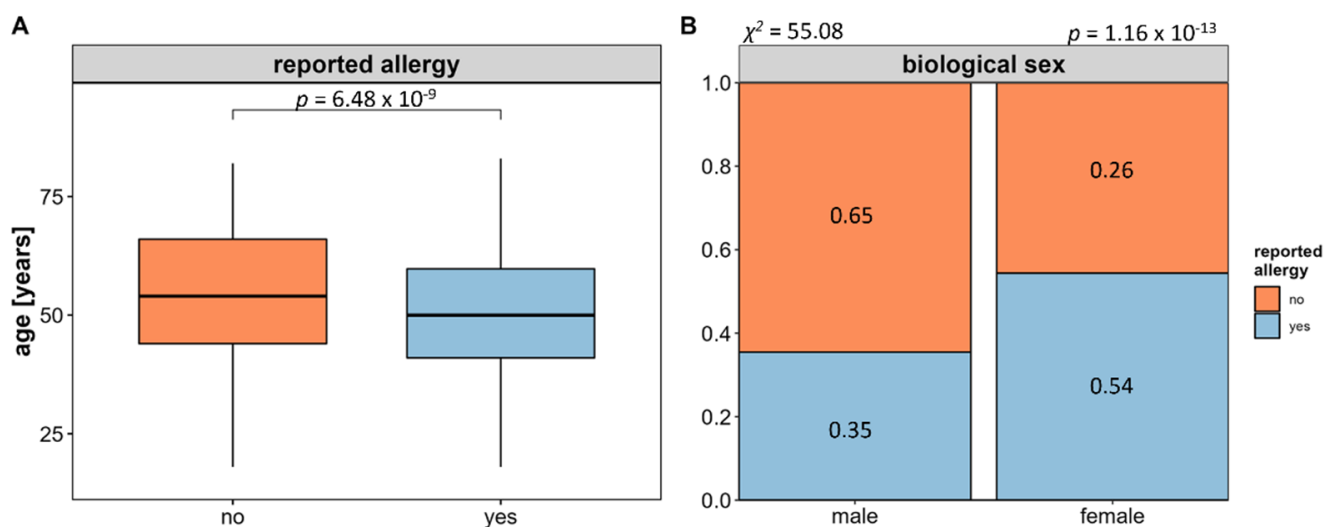 A
reported allergy
p = 6.48 x 10⁻⁹
age [years]
75
50
25
no
yes
B
χ² = 55.08
p = 1.16 x 10⁻¹³
biological sex
1.0
0.8
0.6
0.4
0.2
0.0
0.65
0.26
0.35
0.54
male
female
reported
allergy
no
yes